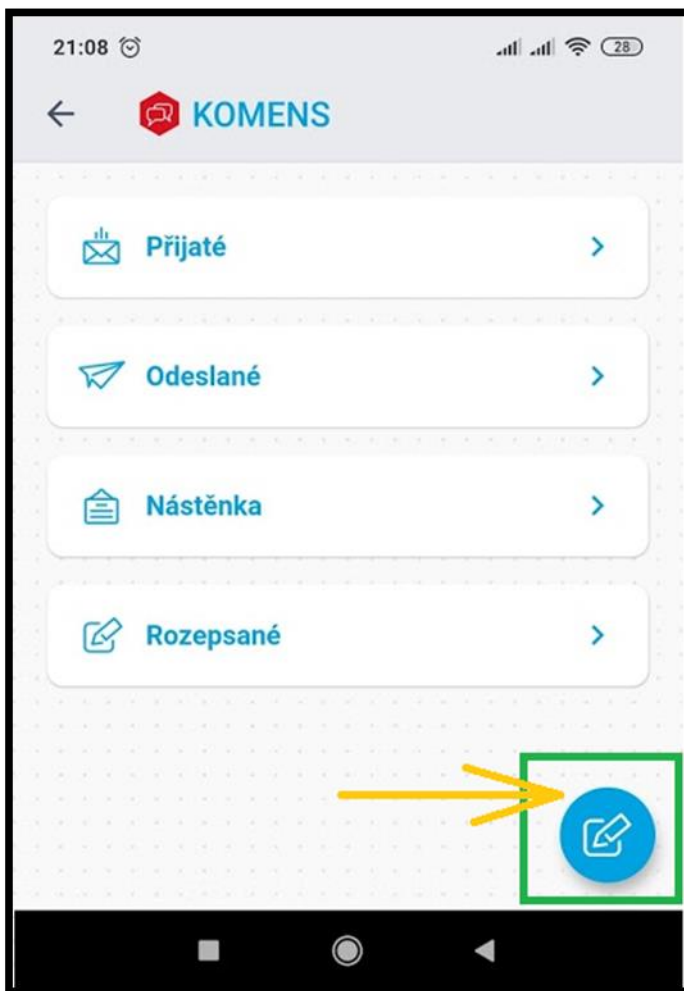 21:08
28
KOMENS
Přijaté
Odeslané
Nástěnka
Rozepsané